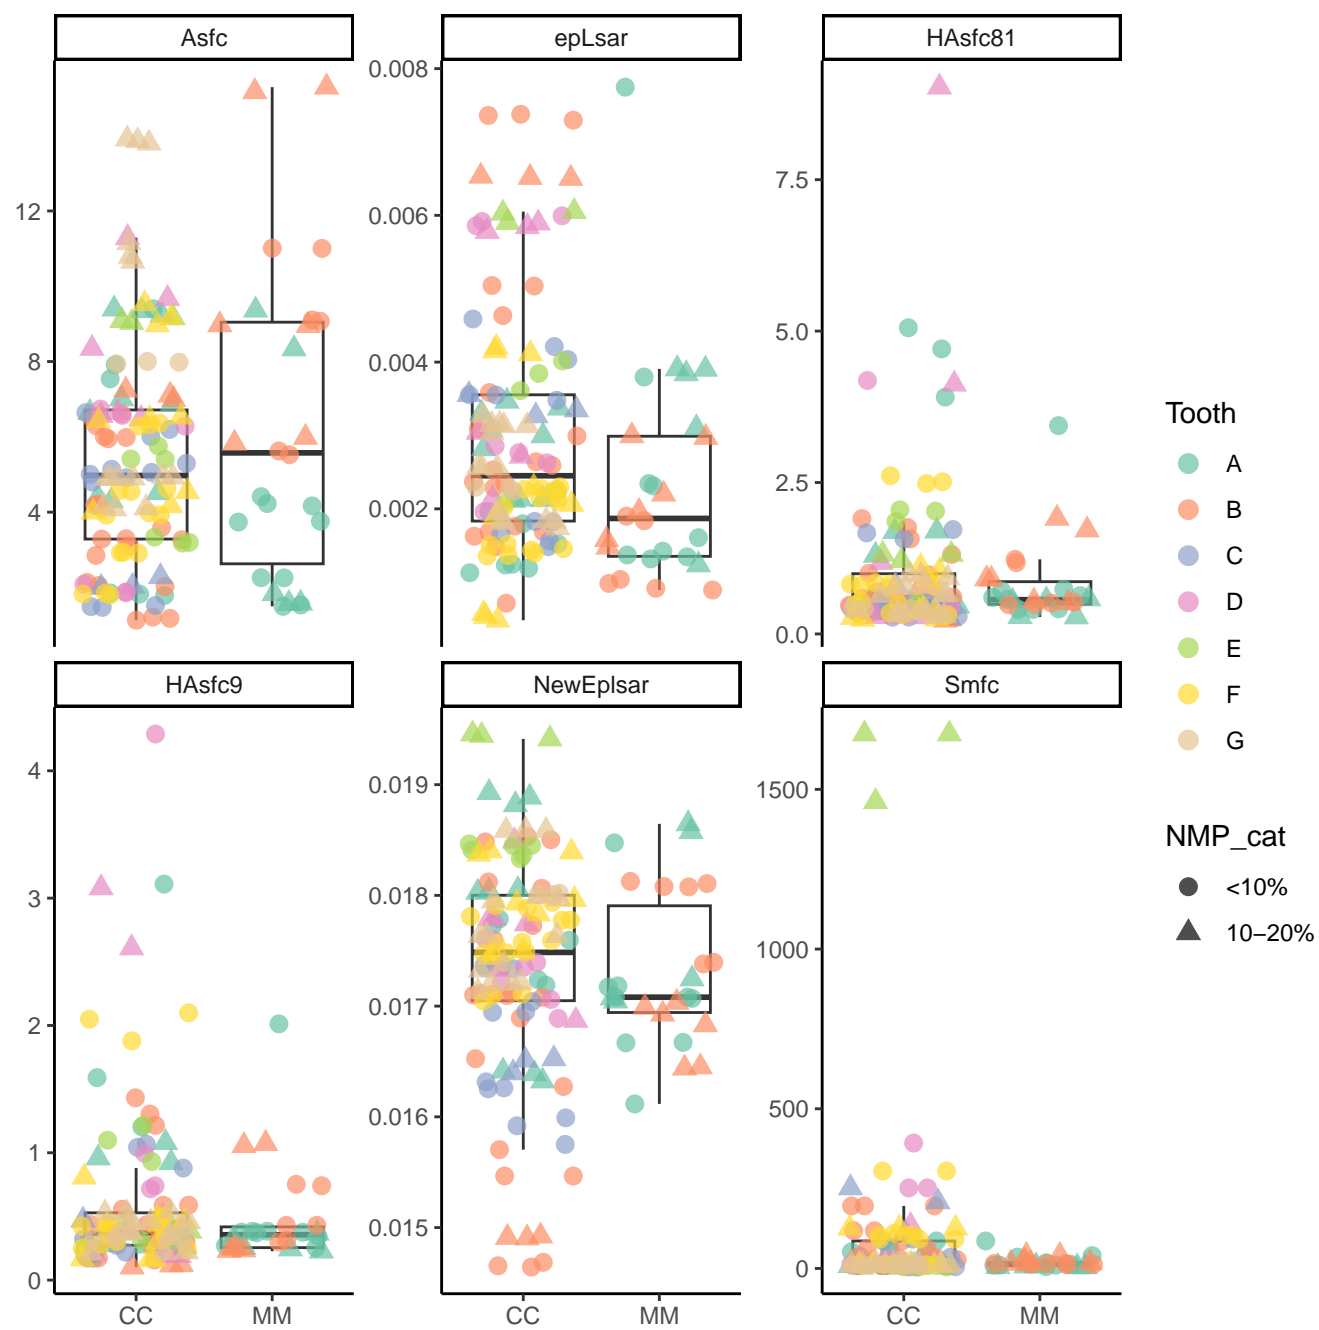 Asfc
epLsar
HAsfc81
12
8
4
0.008
0.006
0.004
0.002
7.5
5.0
2.5
0.0
HAsfc9
NewEplsar
Smfc
4
3
2
1
0
0.019
0.018
0.017
0.016
0.015
1500
1000
500
0
CC
MM
CC
MM
CC
MM
Tooth
A
B
C
D
E
F
G
NMP_cat
<10%
10–20%